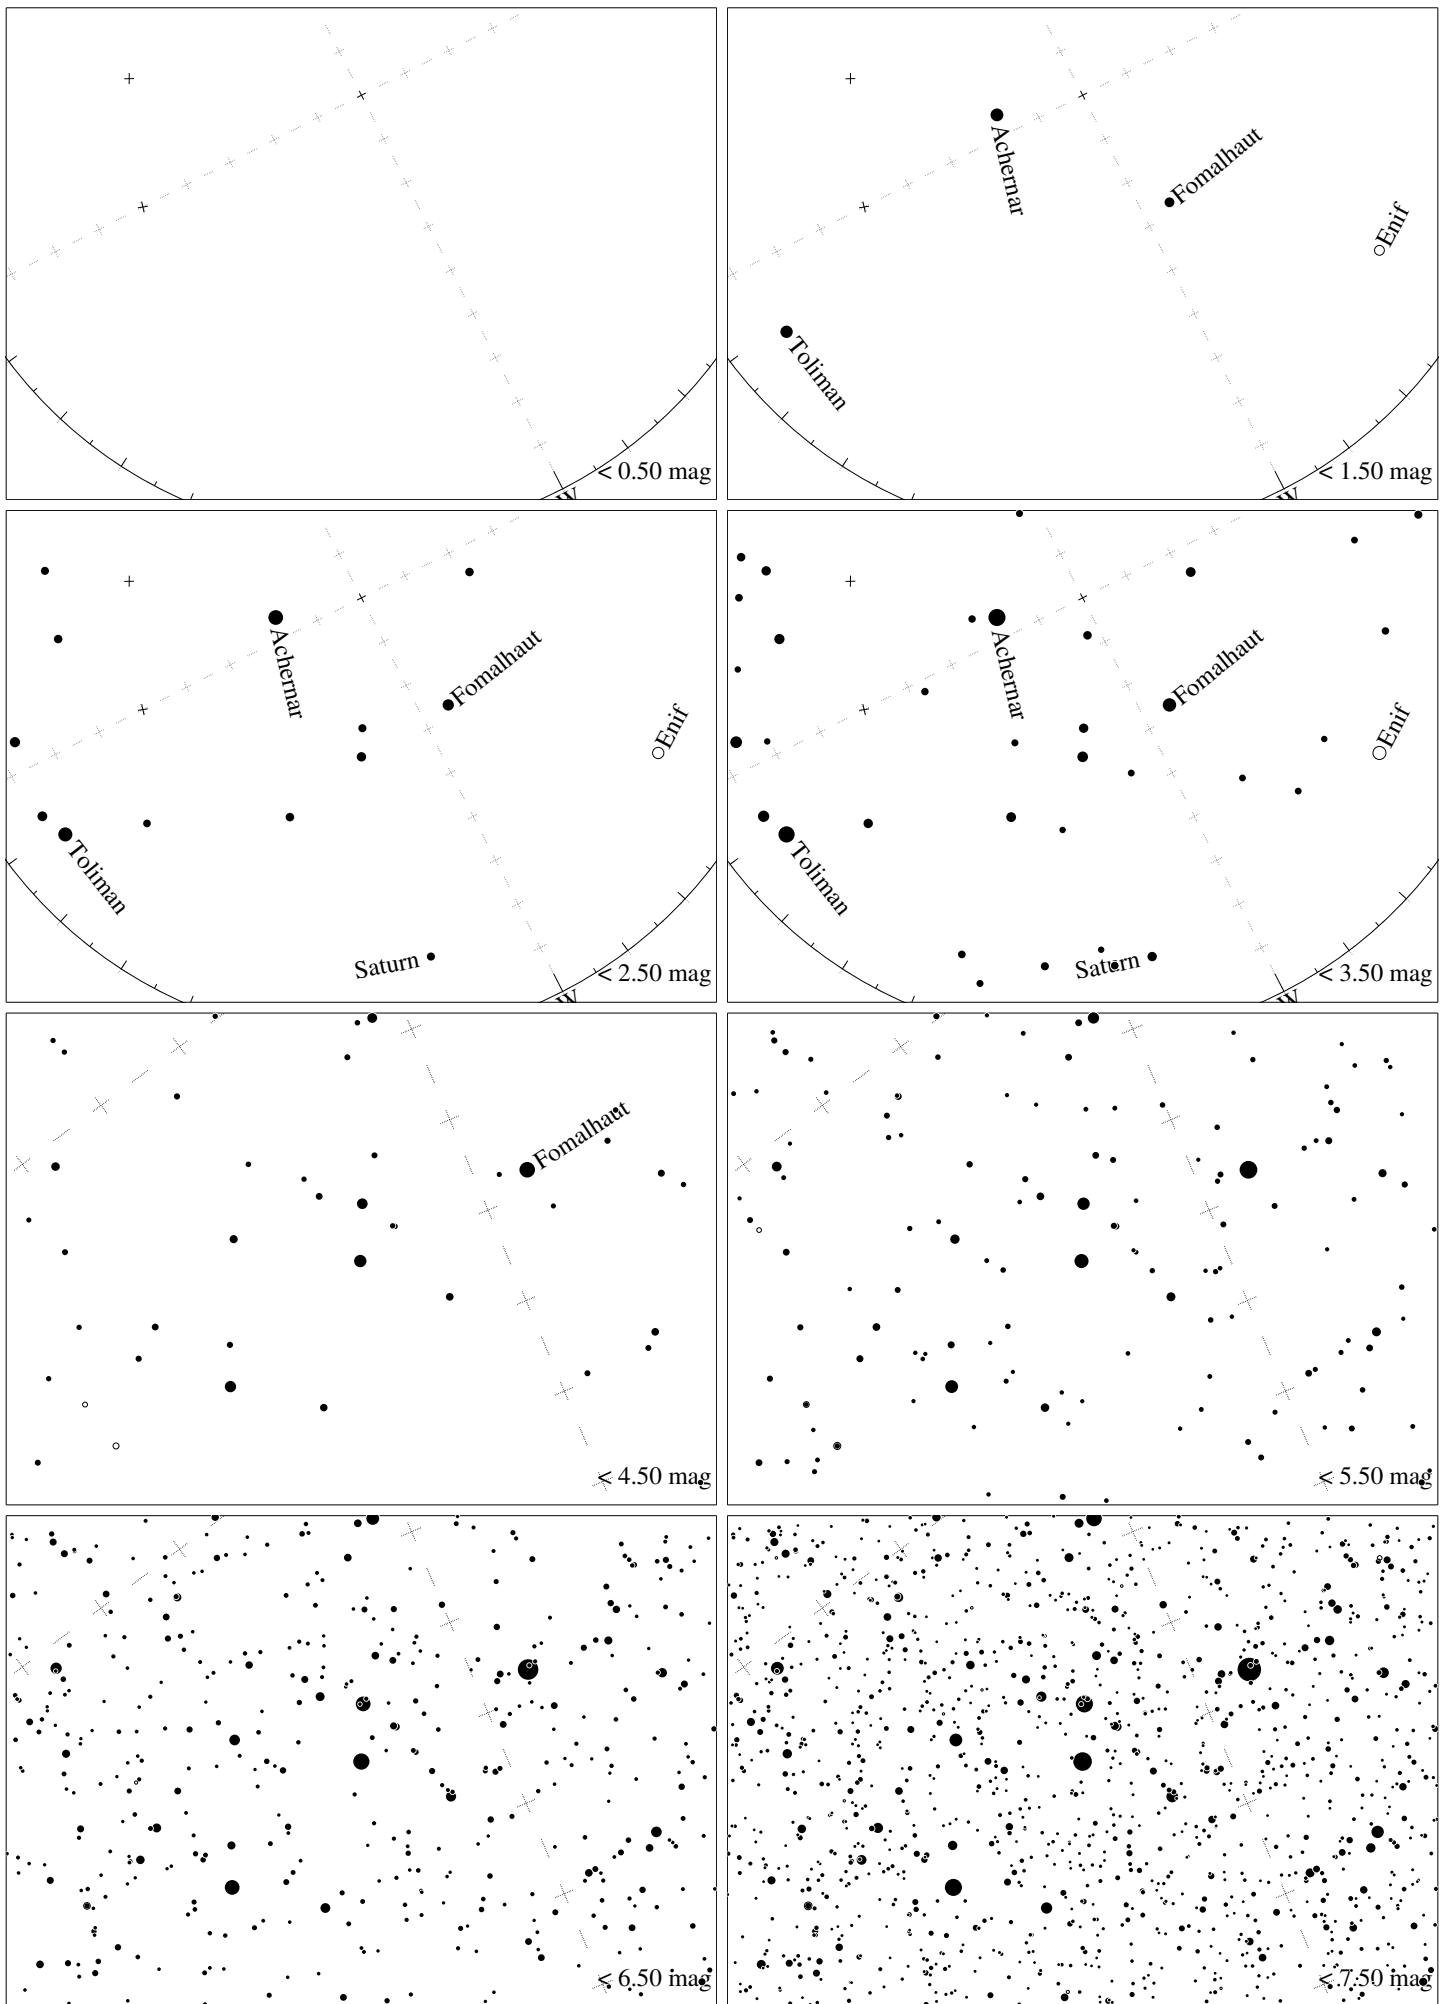 W
< 0.50 mag
Achernar
Fomalhaut
Enif
Toliman
W
< 1.50 mag
Achernar
Fomalhaut
Enif
Toliman
Saturn
W
< 2.50 mag
Achernar
Fomalhaut
Enif
Toliman
Saturn
W
< 3.50 mag
Fomalhaut
< 4.50 mag
< 5.50 mag
< 6.50 mag
< 7.50 mag